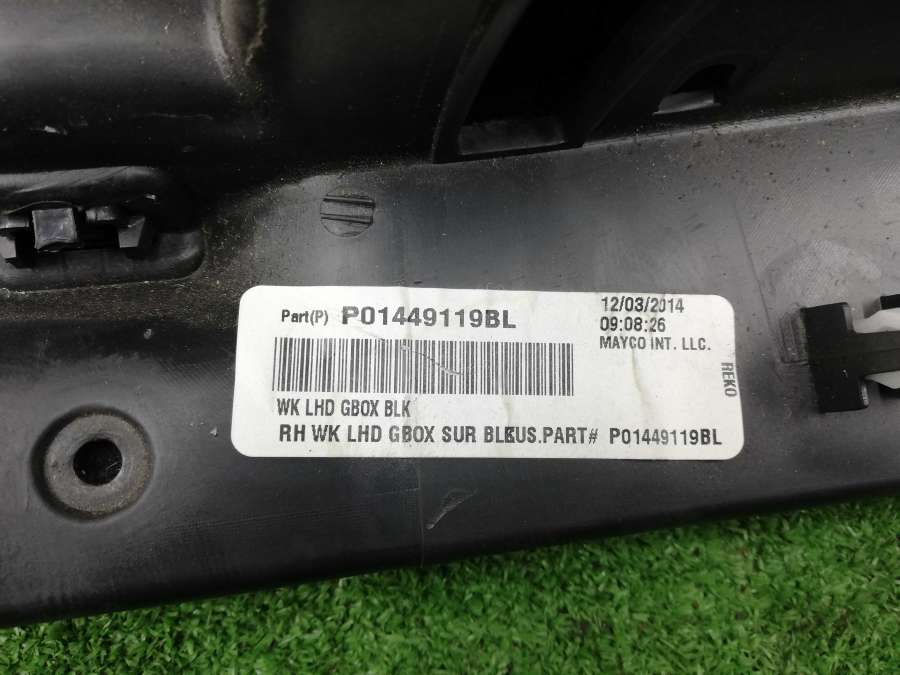 Part(P) P01449119BL
12/03/2014
09:08:26
MAYCO INT. LLC.
REKO
WK LHD GBOX BLK
RH WK LHD GBOX SUR BLKUS.PART# P01449119BL